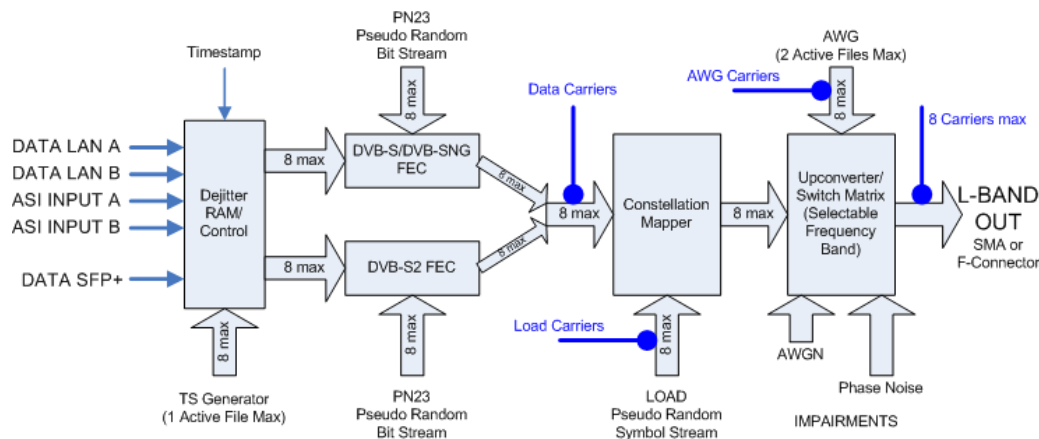 Timestamp
DATA LAN A
DATA LAN B
ASI INPUT A
ASI INPUT B
DATA SFP+
Dejitter
RAM/
Control
8 max
TS Generator
(1 Active File Max)
8 max
8 max
PN23
Pseudo Random
Bit Stream
8 max
DVB-S/DVB-SNG
FEC
DVB-S2 FEC
8 max
PN23
Pseudo Random
Bit Stream
8 max
8 max
Data Carriers
8 max
Constellation
Mapper
Load Carriers
8 max
LOAD
Pseudo Random
Symbol Stream
8 max
AWG
(2 Active Files Max)
AWG Carriers
8 max
Upconverter/
Switch Matrix
(Selectable
Frequency
Band)
AWGN
Phase Noise
IMPAIRMENTS
8 Carriers max
8 max
L-BAND
OUT
SMA or
F-Connector